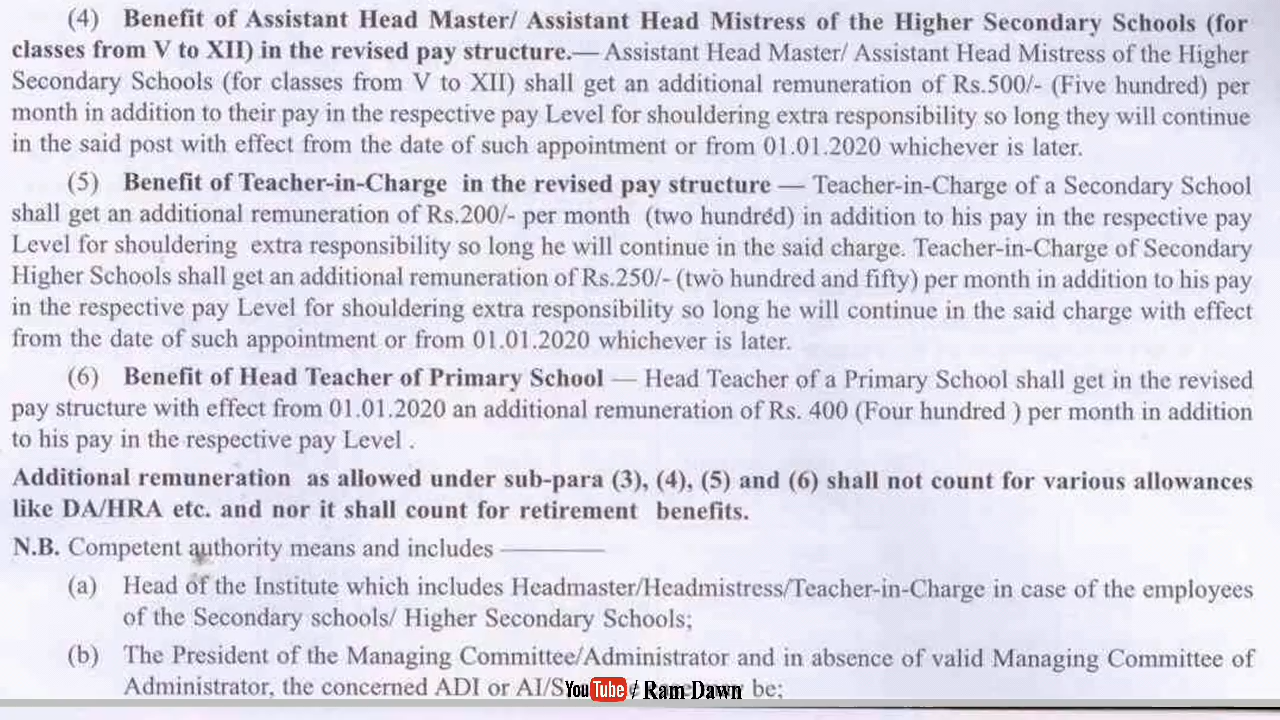 (4) Benefit of Assistant Head Master/ Assistant Head Mistress of the Higher Secondary Schools (for
classes from V to XII) in the revised pay structure.— Assistant Head Master/ Assistant Head Mistress of the Higher
Secondary Schools (for classes from V to XII) shall get an additional remuneration of Rs.500/- (Five hundred) per
month in addition to their pay in the respective pay Level for shouldering extra responsibility so long they will continue
in the said post with effect from the date of such appointment or from 01.01.2020 whichever is later.
(5) Benefit of Teacher-in-Charge in the revised pay structure — Teacher-in-Charge of a Secondary School
shall get an additional remuneration of Rs.200/- per month (two hundred) in addition to his pay in the respective pay
Level for shouldering extra responsibility so long he will continue in the said charge. Teacher-in-Charge of Secondary
Higher Schools shall get an additional remuneration of Rs.250/- (two hundred and fifty) per month in addition to his pay
in the respective pay Level for shouldering extra responsibility so long he will continue in the said charge with effect
from the date of such appointment or from 01.01.2020 whichever is later.
(6) Benefit of Head Teacher of Primary School — Head Teacher of a Primary School shall get in the revised
pay structure with effect from 01.01.2020 an additional remuneration of Rs. 400 (Four hundred ) per month in addition
to his pay in the respective pay Level .
Additional remuneration as allowed under sub-para (3), (4), (5) and (6) shall not count for various allowances
like DA/HRA etc. and nor it shall count for retirement benefits.
N.B. Competent authority means and includes ————
(a) Head of the Institute which includes Headmaster/Headmistress/Teacher-in-Charge in case of the employees
of the Secondary schools/ Higher Secondary Schools;
(b) The President of the Managing Committee/Administrator and in absence of valid Managing Committee of
Administrator, the concerned ADI or be;
YouTube / Ram Dawn